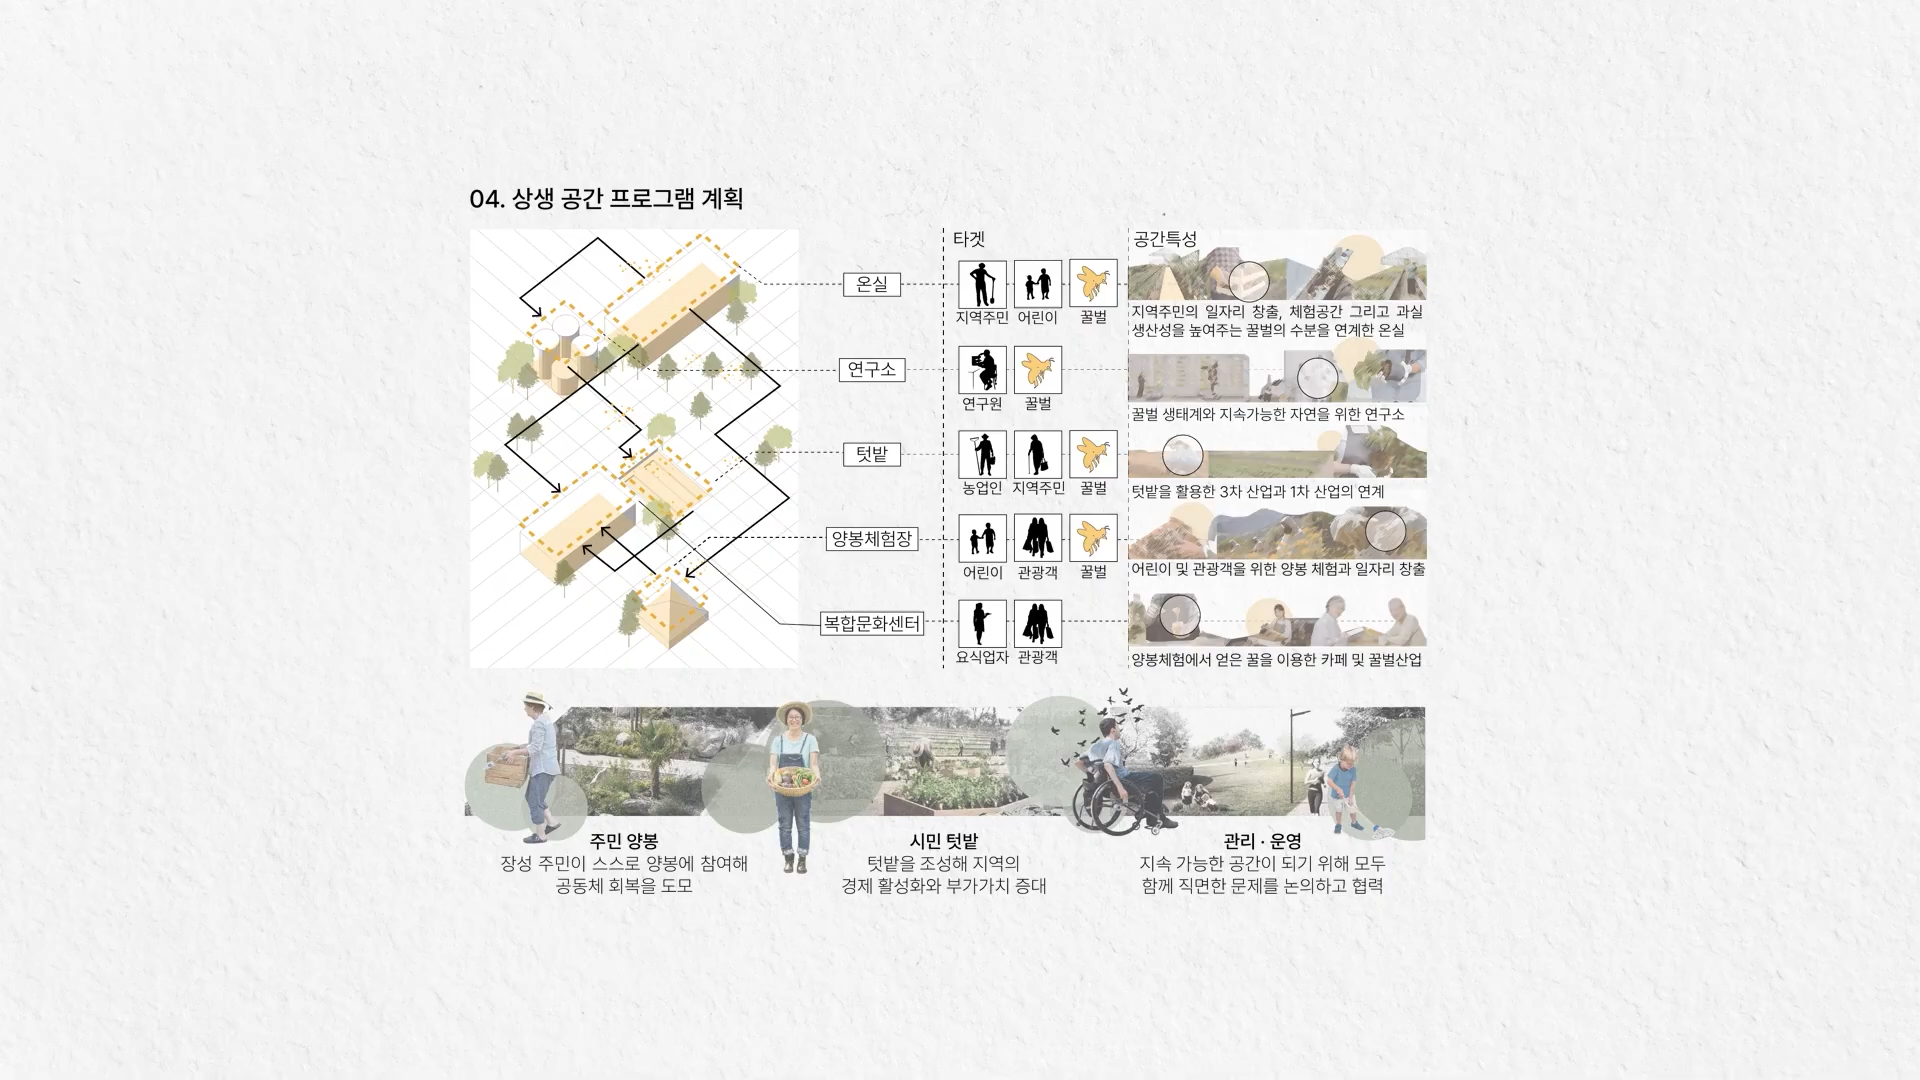 04. 상생 공간 프로그램 계획
타겟
공간특성
온실
지역주민 어린이 꿀벌
지역주민의 일자리 창출, 체험공간 그리고 과실
생산성을 높여주는 꿀벌의 수분을 연계한 온실
연구소
연구원 꿀벌
꿀벌 생태계와 지속가능한 자연을 위한 연구소
텃밭
농업인 지역주민 꿀벌
텃밭을 활용한 3차 산업과 1차 산업의 연계
양봉체험장
어린이 관광객 꿀벌
어린이 및 관광객을 위한 양봉 체험과 일자리 창출
복합문화센터
요식업자 관광객
양봉체험에서 얻은 꿀을 이용한 카페 및 꿀벌산업
주민 양봉
장성 주민이 스스로 양봉에 참여해
공동체 회복을 도모
시민 텃밭
텃밭을 조성해 지역의
경제 활성화와 부가가치 증대
관리 · 운영
지속 가능한 공간이 되기 위해 모두
함께 직면한 문제를 논의하고 협력